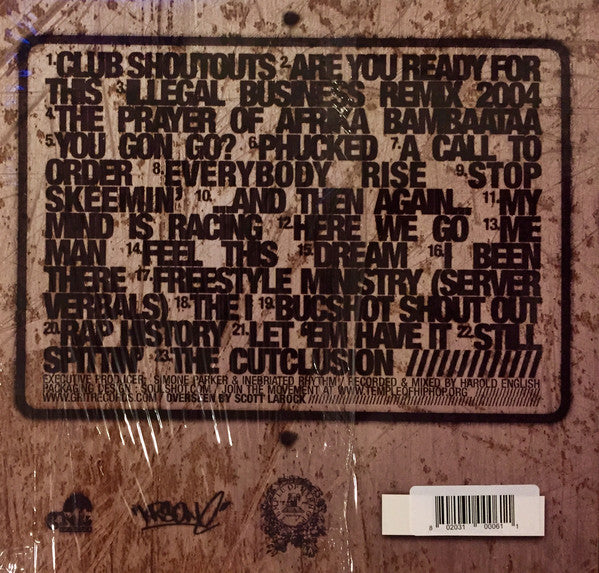 1.CLUB SHOUTOUTS 2.ARE YOU READY FOR
THIS 3.ILLEGAL BUSINESS REMIX 2004
4.THE PRAYER OF AFRIKA BAMBAATAA
5.YOU GON GO? 6.PHUCKED 7.A CALL TO
ORDER 8.EVERYBODY RISE 9.STOP
SKEEMIN' 10....AND THEN AGAIN... 11.MY
MIND IS RACING 12.HERE WE GO 13.ME
MAN 14.FEEL THIS 15.DREAM 16.I BEEN
THERE 17.FREESTYLE MINISTRY (SERVER
VERBALS) 18.THE I 19.BUCSHOT SHOUT OUT
20.RAP HISTORY 21.LET 'EM HAVE IT 22.STILL
SPITTIN' 23.THE CUTCLUSION //////////////
EXECUTIVE PRODUCER: SIMONE PARKER & INEBRIATED RHYTHM / RECORDED & MIXED BY HAROLD ENGLISH
PACKAGING DESIGN - SOULSHOT.COM / JOIN THE MOVEMENT AT WWW.TEMPLEOFHIPHOP.ORG
WWW.GRITRECORDS.COM / OVERSEEN BY SCOTT LAROCK
KRSONE
8 02031 00061 1